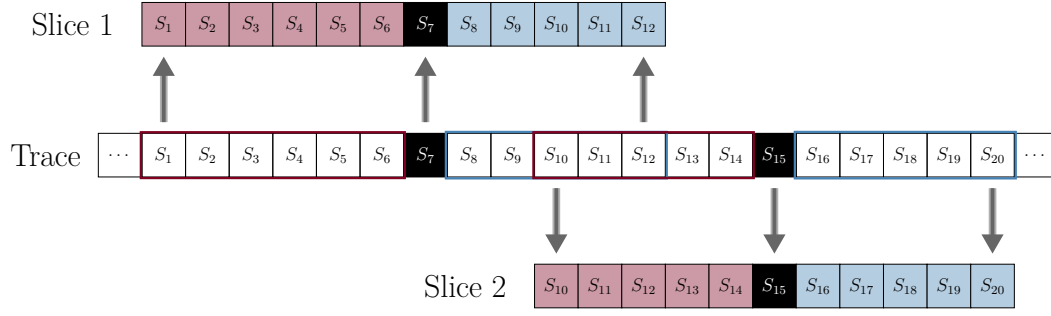 Slice 1 S₁ S₂ S₃ S₄ S₅ S₆ S₇ S₈ S₉ S₁₀ S₁₁ S₁₂
Trace ⋯ S₁ S₂ S₃ S₄ S₅ S₆ S₇ S₈ S₉ S₁₀ S₁₁ S₁₂ S₁₃ S₁₄ S₁₅ S₁₆ S₁₇ S₁₈ S₁₉ S₂₀ ⋯
Slice 2 S₁₀ S₁₁ S₁₂ S₁₃ S₁₄ S₁₅ S₁₆ S₁₇ S₁₈ S₁₉ S₂₀